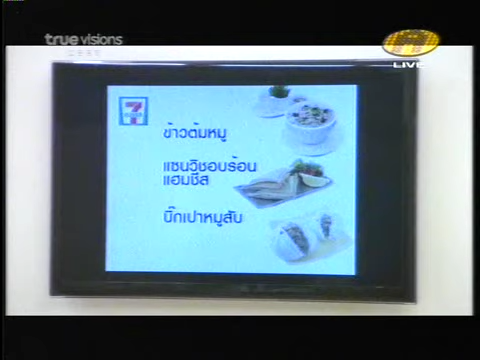 true visions
LIVE
7
ข้าวต้มหมู
แซนวิชอบร้อน
แฮมชีส
บิ๊กเปาหมูสับ